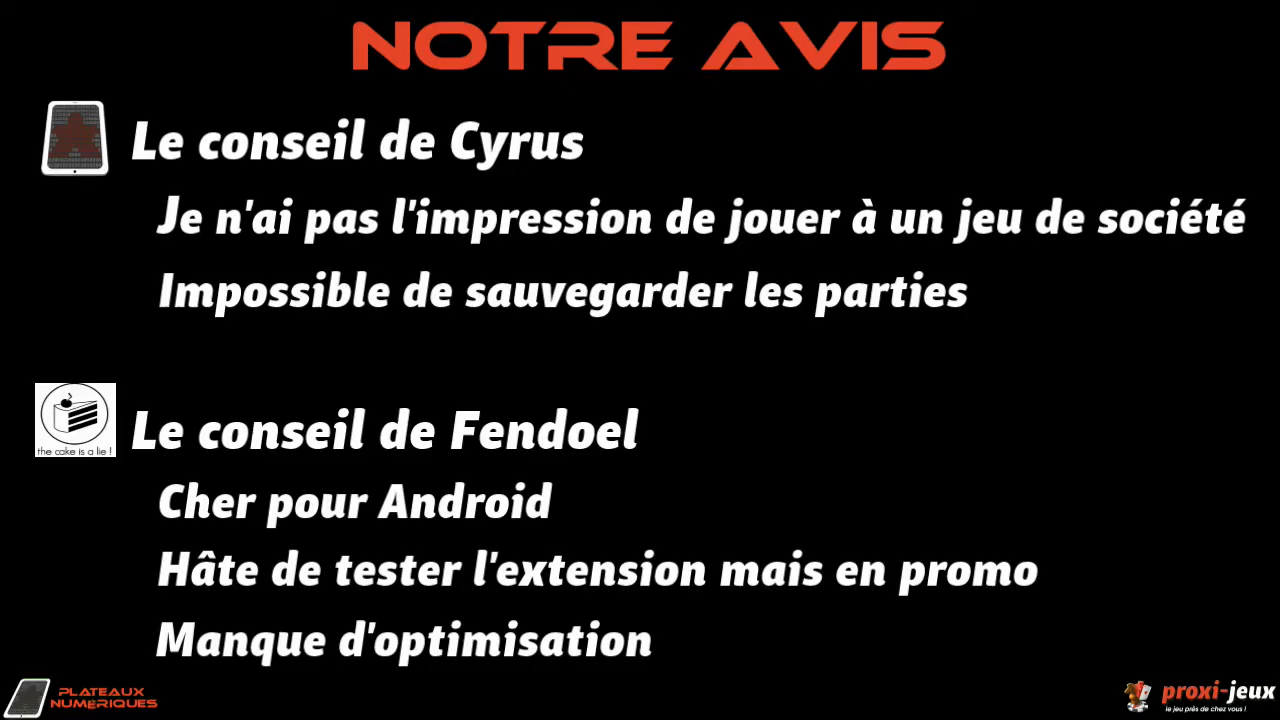 NOTRE AVIS
Le conseil de Cyrus
Je n'ai pas l'impression de jouer à un jeu de société
Impossible de sauvegarder les parties
the cake is a lie !
Le conseil de Fendoel
Cher pour Android
Hâte de tester l'extension mais en promo
Manque d'optimisation
PLATEAUX
NUMÉRIQUES
proxi-jeux
le jeu près de chez vous !